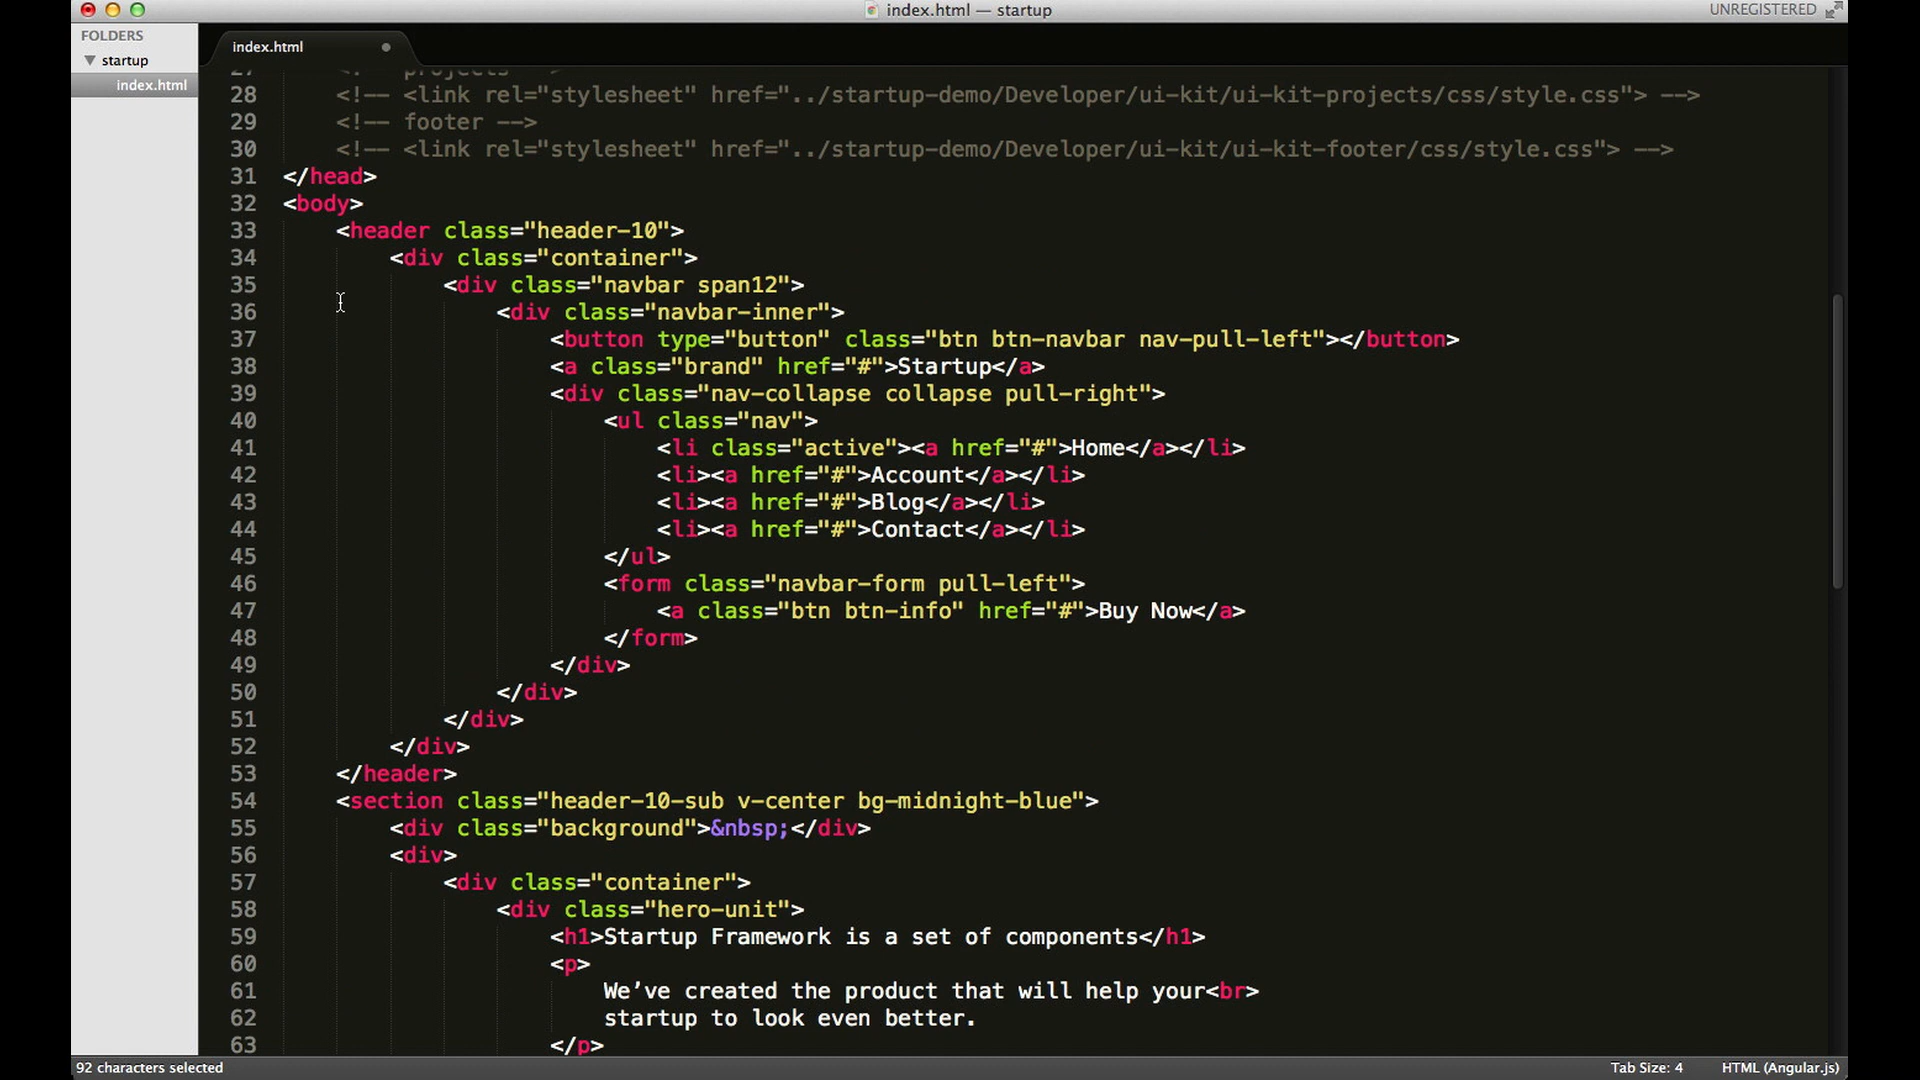 index.html — startup
UNREGISTERED
FOLDERS
startup
index.html
index.html
27 <!-- projects -->
28 <!-- <link rel="stylesheet" href="../startup-demo/Developer/ui-kit/ui-kit-projects/css/style.css"> -->
29 <!-- footer -->
30 <!-- <link rel="stylesheet" href="../startup-demo/Developer/ui-kit/ui-kit-footer/css/style.css"> -->
31 </head>
32 <body>
33 <header class="header-10">
34 <div class="container">
35 <div class="navbar span12">
36 <div class="navbar-inner">
37 <button type="button" class="btn btn-navbar nav-pull-left"></button>
38 <a class="brand" href="#">Startup</a>
39 <div class="nav-collapse collapse pull-right">
40 <ul class="nav">
41 <li class="active"><a href="#">Home</a></li>
42 <li><a href="#">Account</a></li>
43 <li><a href="#">Blog</a></li>
44 <li><a href="#">Contact</a></li>
45 </ul>
46 <form class="navbar-form pull-left">
47 <a class="btn btn-info" href="#">Buy Now</a>
48 </form>
49 </div>
50 </div>
51 </div>
52 </div>
53 </header>
54 <section class="header-10-sub v-center bg-midnight-blue">
55 <div class="background">&nbsp;</div>
56 <div>
57 <div class="container">
58 <div class="hero-unit">
59 <h1>Startup Framework is a set of components</h1>
60 <p>
61 We’ve created the product that will help your<br>
62 startup to look even better.
63 </p>
92 characters selected
Tab Size: 4
HTML (Angular.js)